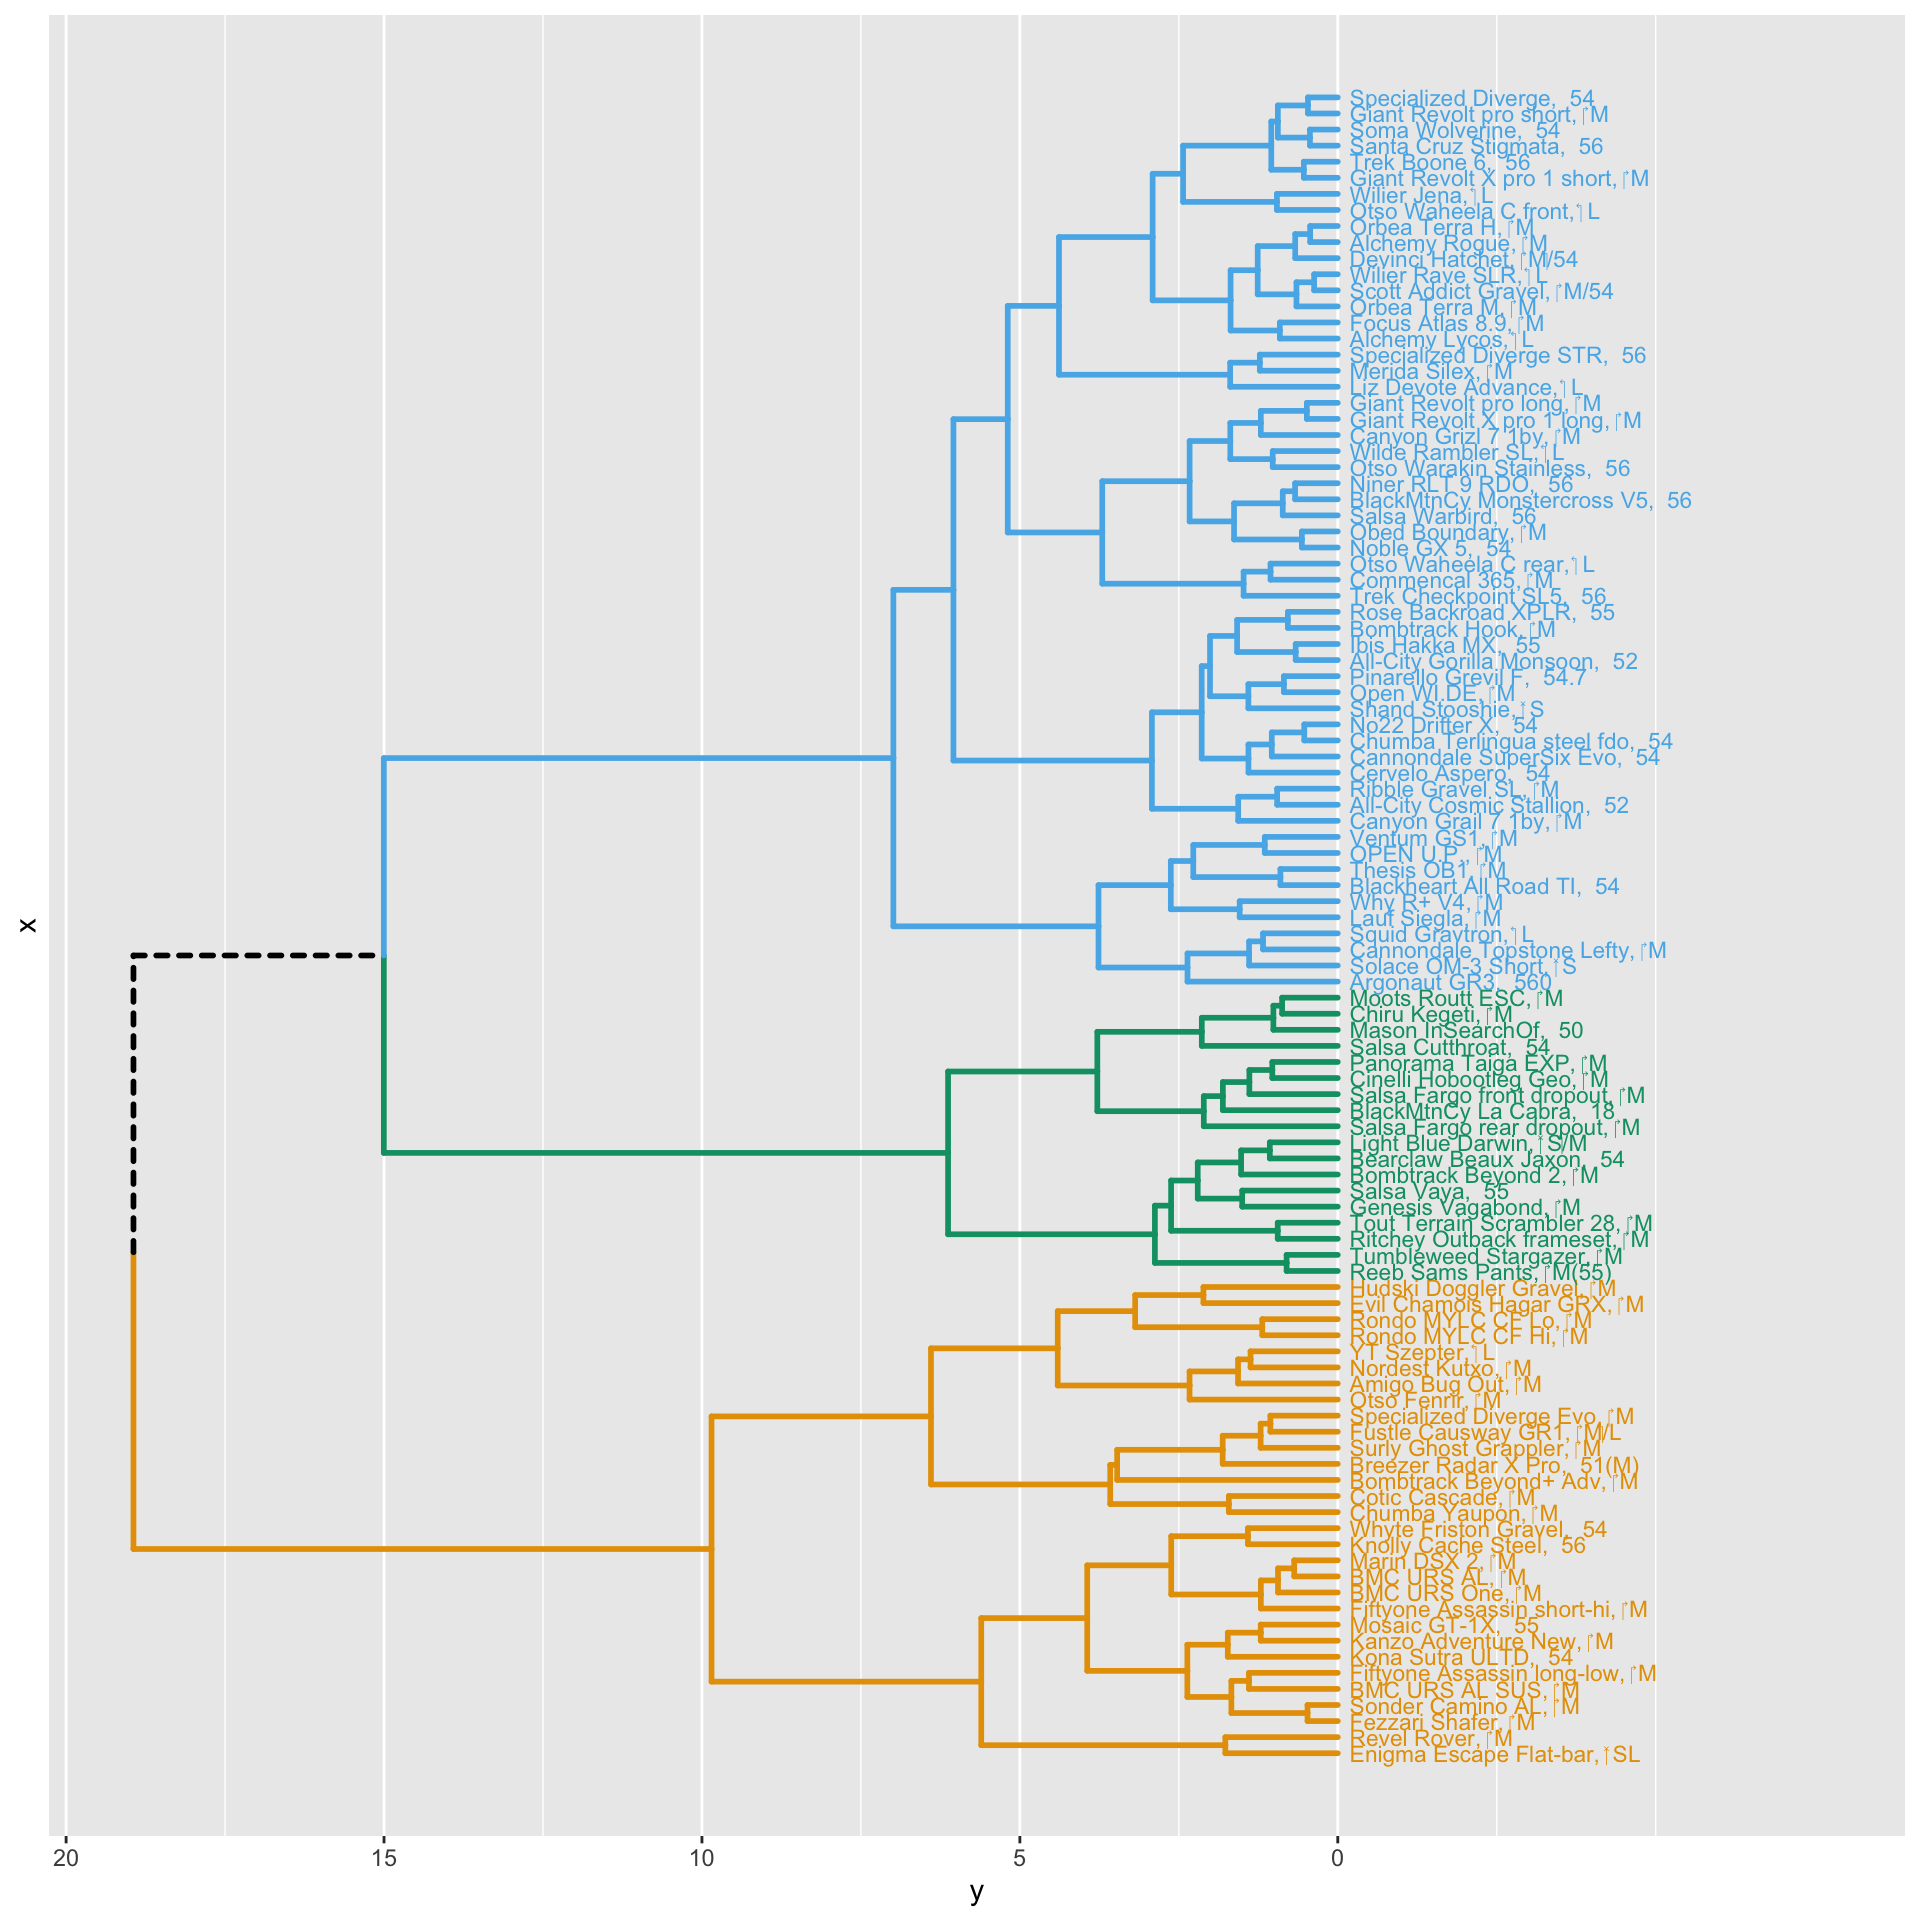 Specialized Diverge, 54
Giant Revolt pro short, ↱M
Soma Wolverine, 54
Santa Cruz Stigmata, 56
Trek Boone 6, 56
Giant Revolt X pro 1 short, ↱M
Wilier Jena, ↰L
Otso Waheela C front, ↰L
Orbea Terra H, ↱M
Alchemy Rogue, ↱M
Devinci Hatchet, ↱M/54
Wilier Rave SLR, ↰L
Scott Addict Gravel, ↱M/54
Orbea Terra M, ↱M
Focus Atlas 8.9, ↱M
Alchemy Lycos, ↰L
Specialized Diverge STR, 56
Merida Silex, ↱M
Liz Devote Advance, ↰L
Giant Revolt pro long, ↱M
Giant Revolt X pro 1 long, ↱M
Canyon Grizl 7 1by, ↱M
Wilde Rambler SL, ↰L
Otso Warakin Stainless, 56
Niner RLT 9 RDO, 56
BlackMtnCy Monstercross V5, 56
Salsa Warbird, 56
Obed Boundary, ↱M
Noble GX 5, 54
Otso Waheela C rear, ↰L
Commencal 365, ↱M
Trek Checkpoint SL5, 56
Rose Backroad XPLR, 55
Bombtrack Hook, ↱M
Ibis Hakka MX, 55
All-City Gorilla Monsoon, 52
Pinarello Grevil F, 54.7
Open WI.DE, ↱M
Shand Stooshie, ↑S
No22 Drifter X, 54
Chumba Terlingua steel fdo, 54
Cannondale SuperSix Evo, 54
Cervelo Aspero, 54
Ribble Gravel SL, ↱M
All-City Cosmic Stallion, 52
Canyon Grail 7 1by, ↱M
Ventum GS1, ↱M
OPEN U.P., ↱M
Thesis OB1, ↱M
Blackheart All Road TI, 54
Why R+ V4, ↱M
Lauf Siegla, ↱M
Squid Graytron, ↰L
Cannondale Topstone Lefty, ↱M
Solace OM-3 Short, ↑S
Argonaut GR3, 560
Moots Routt ESC, ↱M
Chiru Kegeti, ↱M
Mason InSearchOf, 50
Salsa Cutthroat, 54
Panorama Taiga EXP, ↱M
Cinelli Hobootleg Geo, ↱M
Salsa Fargo front dropout, ↱M
BlackMtnCy La Cabra, 18
Salsa Fargo rear dropout, ↱M
Light Blue Darwin, ↑S/M
Bearclaw Beaux Jaxon, 54
Bombtrack Beyond 2, ↱M
Salsa Vaya, 55
Genesis Vagabond, ↱M
Tout Terrain Scrambler 28, ↱M
Ritchey Outback frameset, ↱M
Tumbleweed Stargazer, ↱M
Reeb Sams Pants, ↱M(55)
Hudski Doggler Gravel, ↱M
Evil Chamois Hagar GRX, ↱M
Rondo MYLC CF Lo, ↱M
Rondo MYLC CF Hi, ↱M
YT Szepter, ↰L
Nordest Kutxo, ↱M
Amigo Bug Out, ↱M
Otso Fenrir, ↱M
Specialized Diverge Evo, ↱M
Fustle Causway GR1, ↱M/L
Surly Ghost Grappler, ↱M
Breezer Radar X Pro, 51(M)
Bombtrack Beyond+ Adv, ↱M
Cotic Cascade, ↱M
Chumba Yaupon, ↱M
Whyte Friston Gravel, 54
Knolly Cache Steel, 56
Marin DSX 2, ↱M
BMC URS AL, ↱M
BMC URS One, ↱M
Fiftyone Assassin short-hi, ↱M
Mosaic GT-1X, 55
Kanzo Adventure New, ↱M
Kona Sutra ULTD, 54
Fiftyone Assassin long-low, ↱M
BMC URS AL SUS, ↱M
Sonder Camino AL, ↱M
Fezzari Shafer, ↱M
Revel Rover, ↱M
Enigma Escape Flat-bar, ↑SL
x
20 15 10 5 0
y